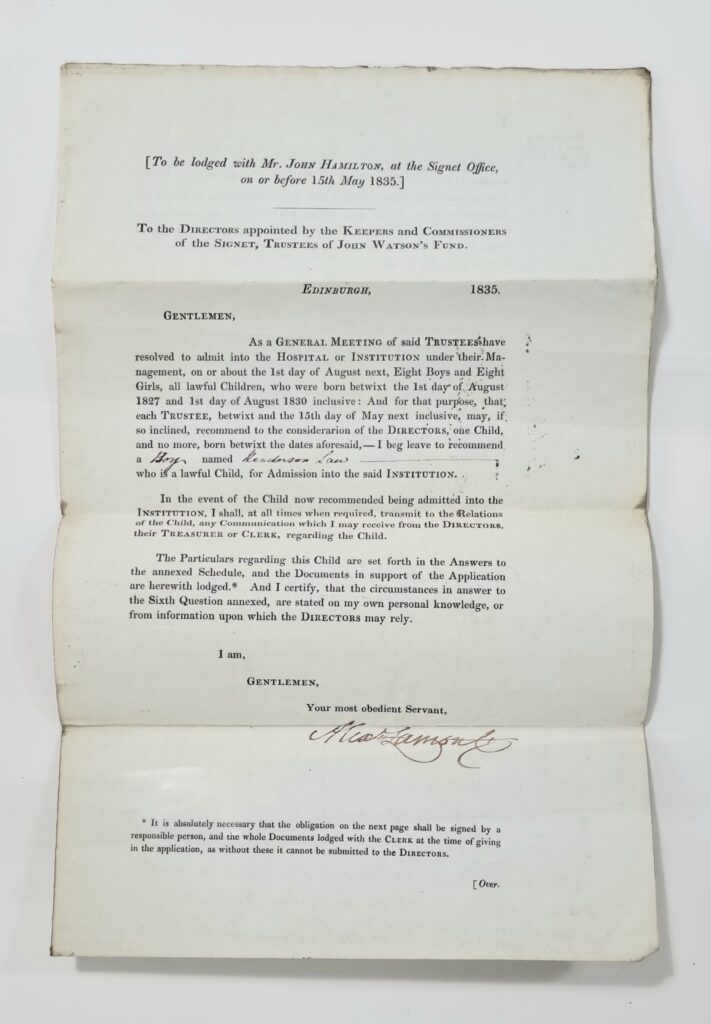 [To be lodged with Mr. JOHN HAMILTON, at the Signet Office,
on or before 15th May 1835.]
To the DIRECTORS appointed by the KEEPERS and COMMISSIONERS
of the SIGNET, TRUSTEES of JOHN WATSON'S FUND.
EDINBURGH, 1835.
GENTLEMEN,
As a GENERAL MEETING of said TRUSTEES have
resolved to admit into the HOSPITAL or INSTITUTION under their Ma-
nagement, on or about the 1st day of August next, Eight Boys and Eight
Girls, all lawful Children, who were born betwixt the 1st day of August
1827 and 1st day of August 1830 inclusive: And for that purpose, that
each TRUSTEE, betwixt and the 15th day of May next inclusive, may, if
so inclined, recommend to the considerarion of the DIRECTORS, one Child,
and no more, born betwixt the dates aforesaid,—I beg leave to recommend
a Boy named Henderson Law
who is a lawful Child, for Admission into the said INSTITUTION.
In the event of the Child now recommended being admitted into the
INSTITUTION, I shall, at all times when required, transmit to the Relations
of the Child, any Communication which I may receive from the DIRECTORS,
their TREASURER or CLERK, regarding the Child.
The Particulars regarding this Child are set forth in the Answers to
the annexed Schedule, and the Documents in support of the Application
are herewith lodged.* And I certify, that the circumstances in answer to
the Sixth Question annexed, are stated on my own personal knowledge, or
from information upon which the DIRECTORS may rely.
I am,
GENTLEMEN,
Your most obedient Servant,
* It is absolutely necessary that the obligation on the next page shall be signed by a
responsible person, and the whole Documents lodged with the CLERK at the time of giving
in the application, as without these it cannot be submitted to the DIRECTORS.
[Over.